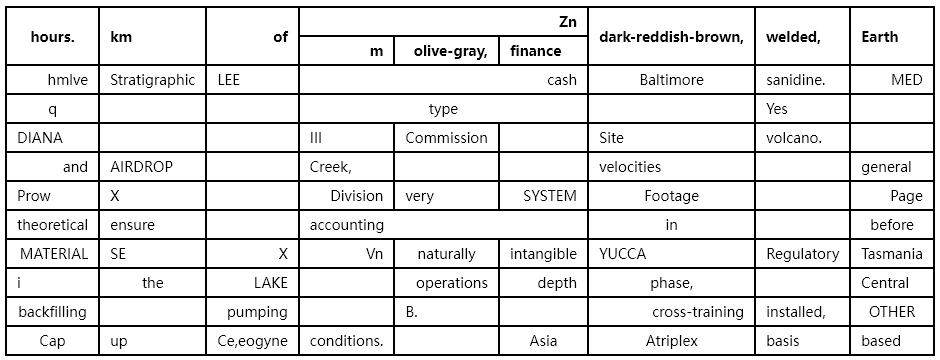 hours. km of Zn dark-reddish-brown, welded, Earth
m olive-gray, finance
hmlve Stratigraphic LEE cash Baltimore sanidine. MED
q type Yes
DIANA III Commission Site volcano.
and AIRDROP Creek, velocities general
Prow X Division very SYSTEM Footage Page
theoretical ensure accounting in before
MATERIAL SE X Vn naturally intangible YUCCA Regulatory Tasmania
i the LAKE operations depth phase, Central
backfilling pumping B. cross-training installed, OTHER
Cap up Ce,eogyne conditions. Asia Atriplex basis based